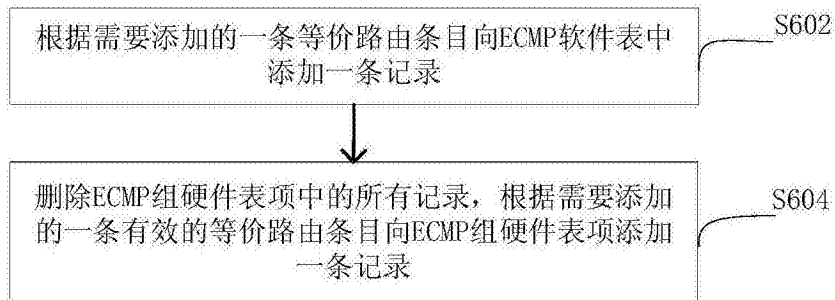 根据需要添加的一条等价路由条目向ECMP软件表中
添加一条记录
S602
删除ECMP组硬件表项中的所有记录，根据需要添加
的一条有效的等价路由条目向ECMP组硬件表项添加
一条记录
S604